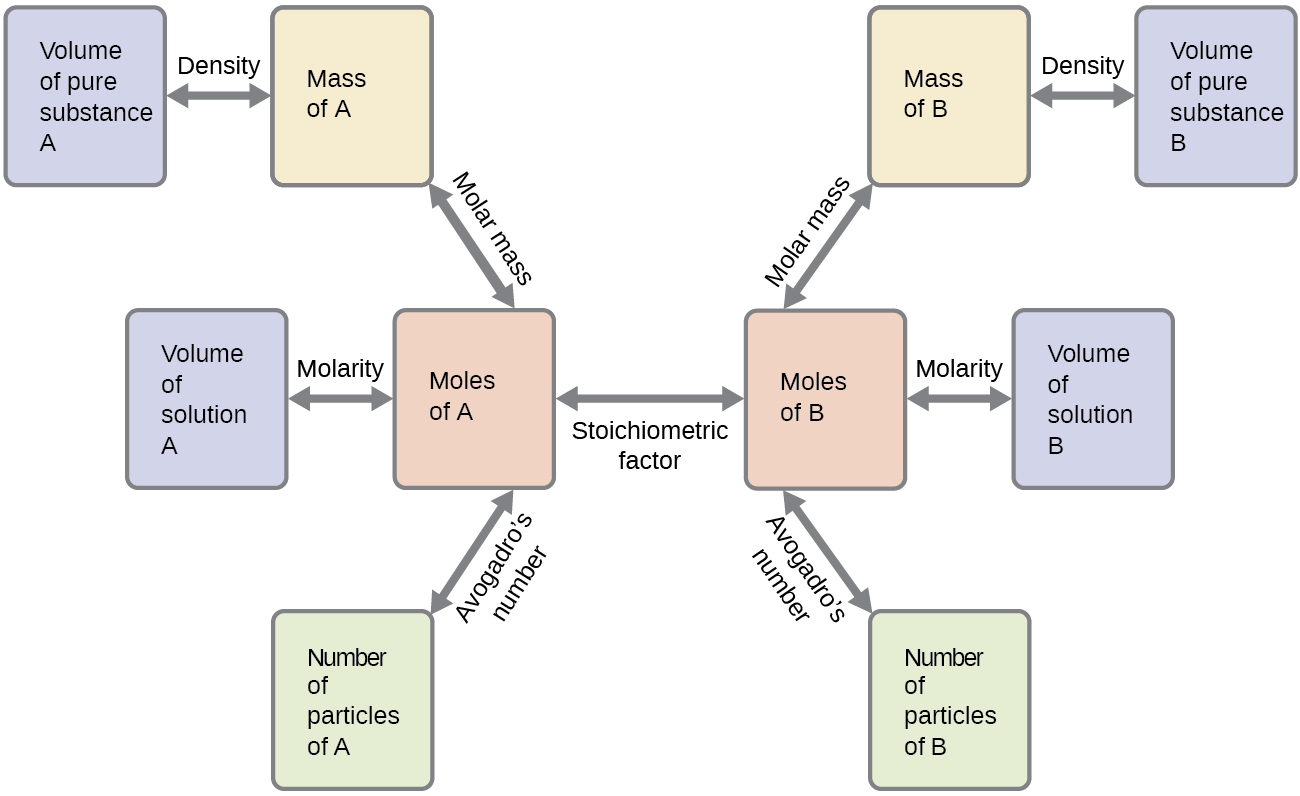 Volume
of pure
substance
A
Density
Mass
of A
Mass
of B
Density
Volume
of pure
substance
B
Molar mass
Molar mass
Volume
of
solution
A
Molarity
Moles
of A
Stoichiometric
factor
Moles
of B
Molarity
Volume
of
solution
B
Avogadro’s
number
Avogadro’s
number
Number
of
particles
of A
Number
of
particles
of B